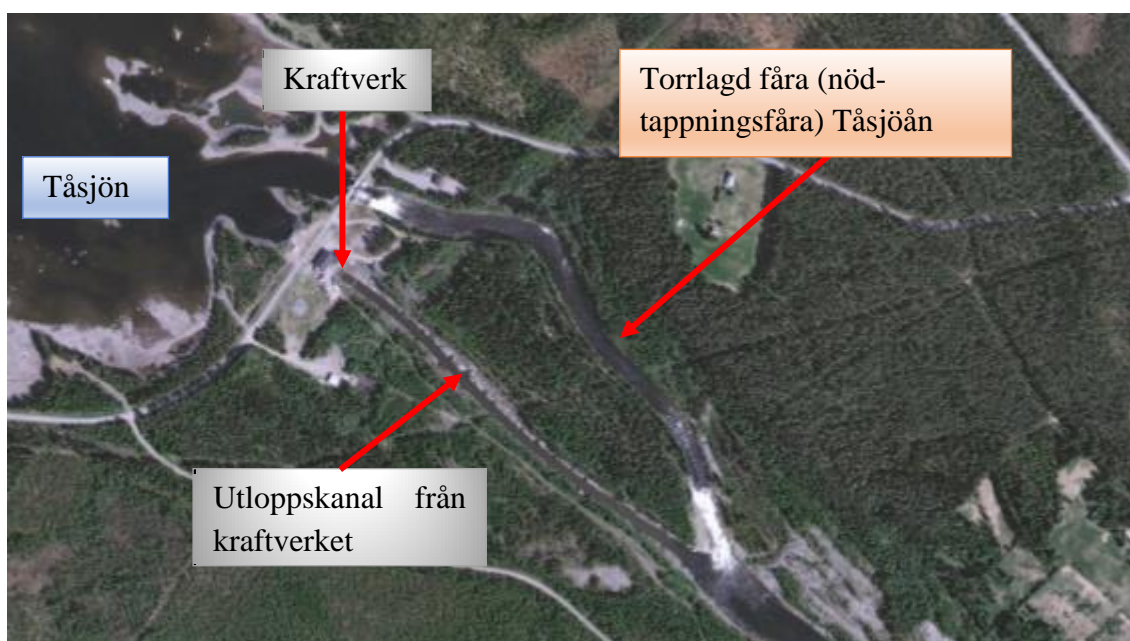 Kraftverk
Torrlagd fåra (nöd-
tappningsfåra) Tåsjöån
Tåsjön
Utloppskanal från
kraftverket